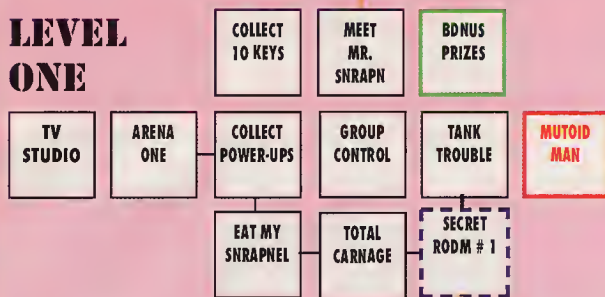 LEVEL
ONE
COLLECT
10 KEYS
MEET
MR.
SNRAPN
BDNUS
PRIZES
TV
STUDIO
ARENA
ONE
COLLECT
POWER-UPS
GROUP
CONTROL
TANK
TROUBLE
MUTOID
MAN
EAT MY
SNRAPNEL
TOTAL
CARNAGE
SECRET
RODM # 1